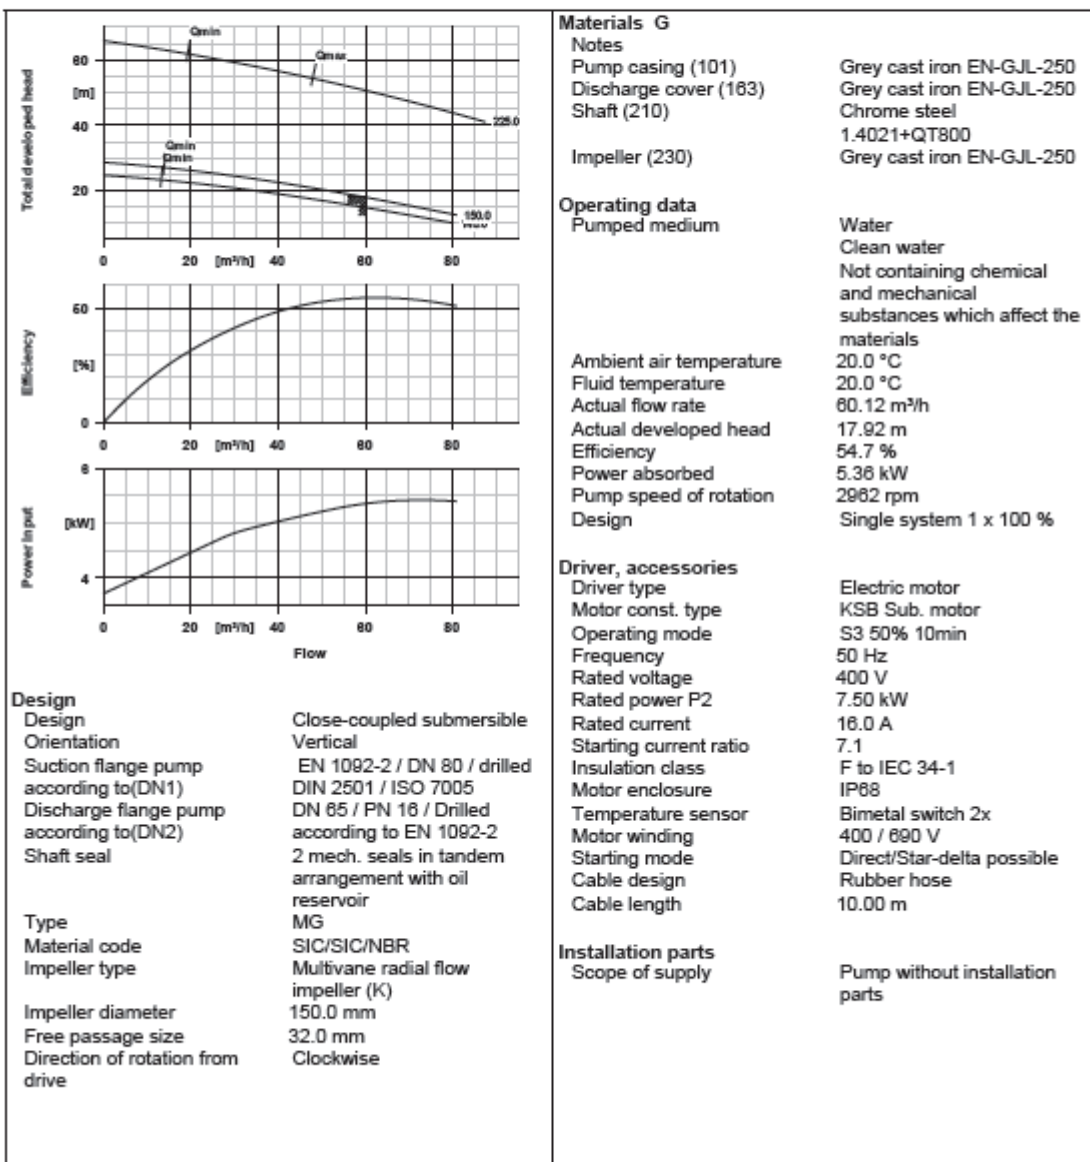 Qmin
Qmax
60
[m]
40
225.0
Qmin
Qmin
20
150.0
Total developed head
0 20 [m³/h] 40 60 80
60
[%]
0
Efficiency
0 20 [m³/h] 40 60 80
6
[kW]
4
Power input
0 20 [m³/h] 40 60 80
Flow
Design
Design Close-coupled submersible
Orientation Vertical
Suction flange pump EN 1092-2 / DN 80 / drilled
according to(DN1) DIN 2501 / ISO 7005
Discharge flange pump DN 65 / PN 16 / Drilled
according to(DN2) according to EN 1092-2
Shaft seal 2 mech. seals in tandem
arrangement with oil
reservoir
Type MG
Material code SIC/SIC/NBR
Impeller type Multivane radial flow
impeller (K)
Impeller diameter 150.0 mm
Free passage size 32.0 mm
Direction of rotation from Clockwise
drive
Materials G
Notes
Pump casing (101) Grey cast iron EN-GJL-250
Discharge cover (163) Grey cast iron EN-GJL-250
Shaft (210) Chrome steel
1.4021+QT800
Impeller (230) Grey cast iron EN-GJL-250
Operating data
Pumped medium Water
Clean water
Not containing chemical
and mechanical
substances which affect the
materials
Ambient air temperature 20.0 °C
Fluid temperature 20.0 °C
Actual flow rate 60.12 m³/h
Actual developed head 17.92 m
Efficiency 54.7 %
Power absorbed 5.36 kW
Pump speed of rotation 2962 rpm
Design Single system 1 x 100 %
Driver, accessories
Driver type Electric motor
Motor const. type KSB Sub. motor
Operating mode S3 50% 10min
Frequency 50 Hz
Rated voltage 400 V
Rated power P2 7.50 kW
Rated current 16.0 A
Starting current ratio 7.1
Insulation class F to IEC 34-1
Motor enclosure IP68
Temperature sensor Bimetal switch 2x
Motor winding 400 / 690 V
Starting mode Direct/Star-delta possible
Cable design Rubber hose
Cable length 10.00 m
Installation parts
Scope of supply Pump without installation
parts